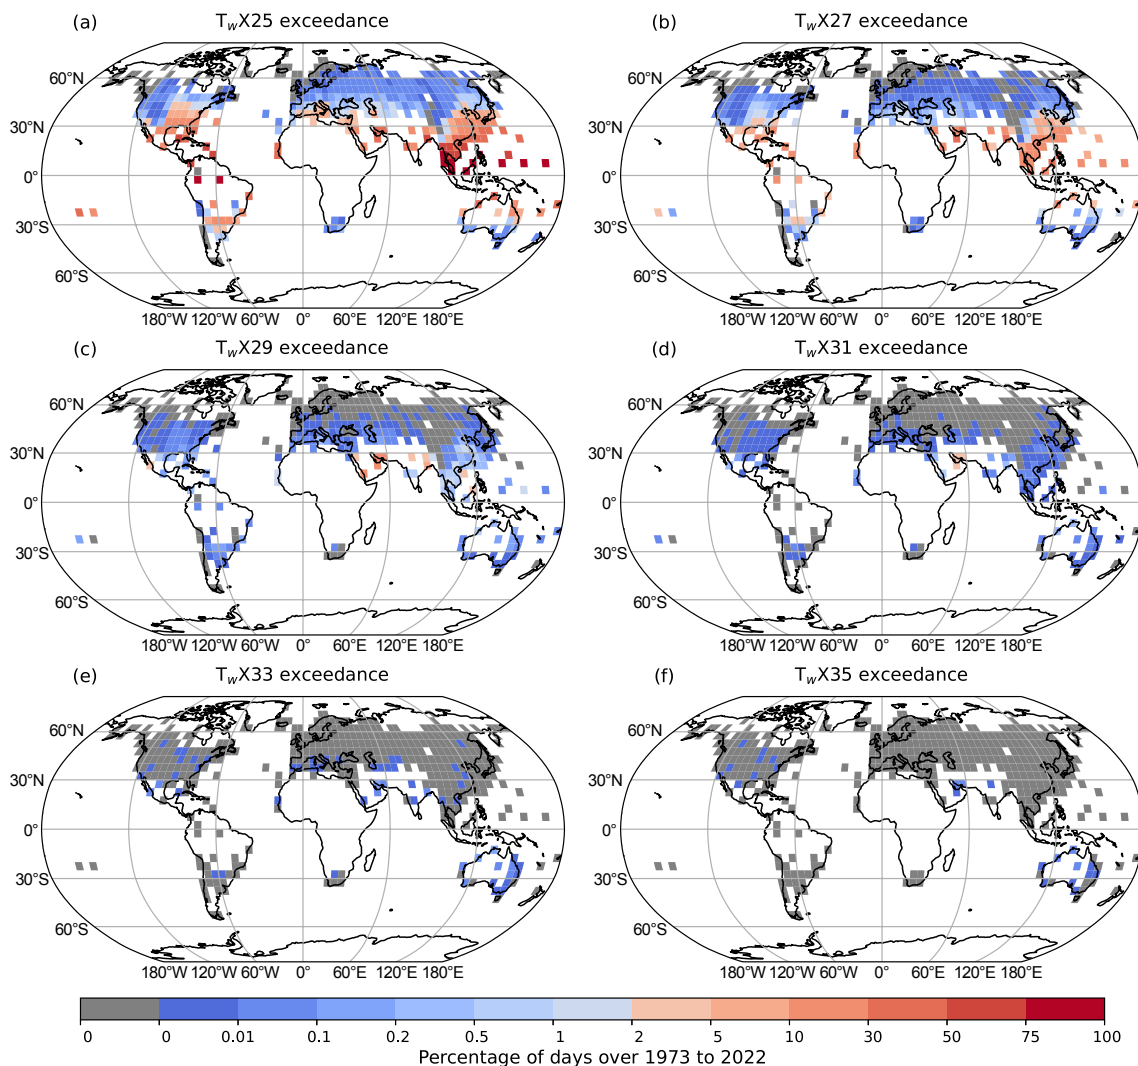 (a) TwX25 exceedance
(b) TwX27 exceedance
60°N
60°N
30°N
30°N
0°
0°
30°S
30°S
60°S
60°S
180°W 120°W 60°W 0° 60°E 120°E 180°E
180°W 120°W 60°W 0° 60°E 120°E 180°E
(c) TwX29 exceedance
(d) TwX31 exceedance
60°N
60°N
30°N
30°N
0°
0°
30°S
30°S
60°S
60°S
180°W 120°W 60°W 0° 60°E 120°E 180°E
180°W 120°W 60°W 0° 60°E 120°E 180°E
(e) TwX33 exceedance
(f) TwX35 exceedance
60°N
60°N
30°N
30°N
0°
0°
30°S
30°S
60°S
60°S
180°W 120°W 60°W 0° 60°E 120°E 180°E
180°W 120°W 60°W 0° 60°E 120°E 180°E
0 0 0.01 0.1 0.2 0.5 1 2 5 10 30 50 75 100
Percentage of days over 1973 to 2022